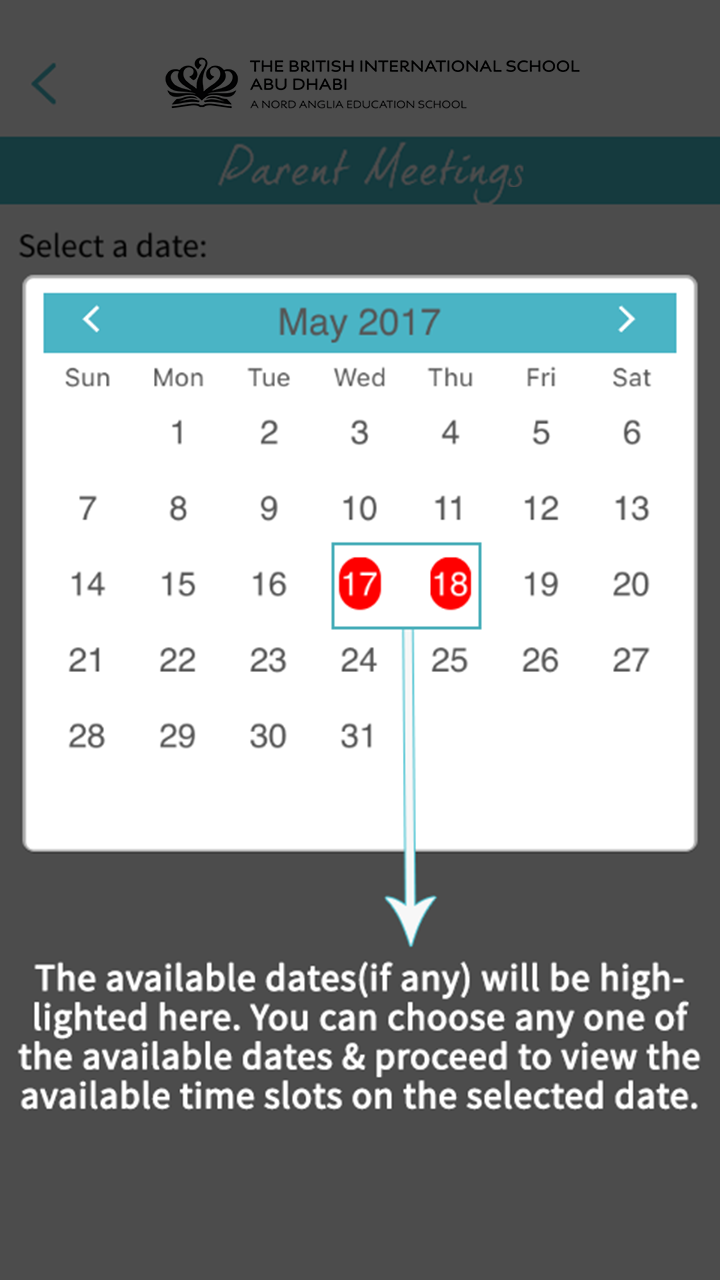 THE BRITISH INTERNATIONAL SCHOOL
ABU DHABI
A NORD ANGLIA EDUCATION SCHOOL
Parent Meetings
Select a date:
May 2017
Sun Mon Tue Wed Thu Fri Sat
1 2 3 4 5 6
7 8 9 10 11 12 13
14 15 16 17 18 19 20
21 22 23 24 25 26 27
28 29 30 31
The available dates(if any) will be high-
lighted here. You can choose any one of
the available dates & proceed to view the
available time slots on the selected date.